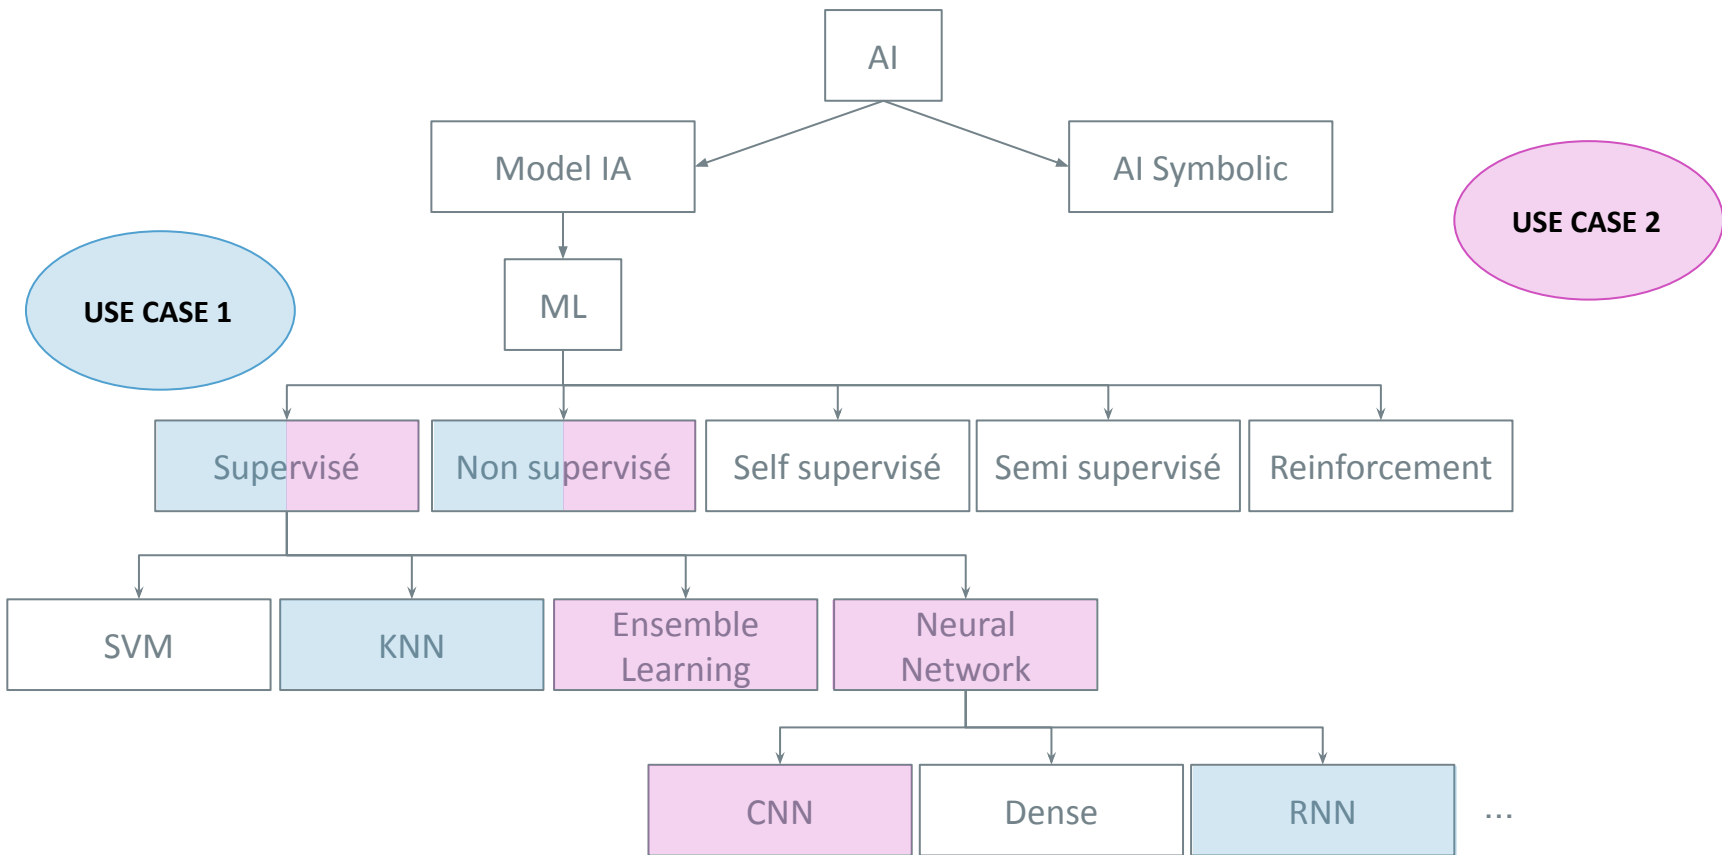 AI
Model IA
AI Symbolic
USE CASE 2
USE CASE 1
ML
Supervisé
Non supervisé
Self supervisé
Semi supervisé
Reinforcement
SVM
KNN
Ensemble
Learning
Neural
Network
CNN
Dense
RNN
...